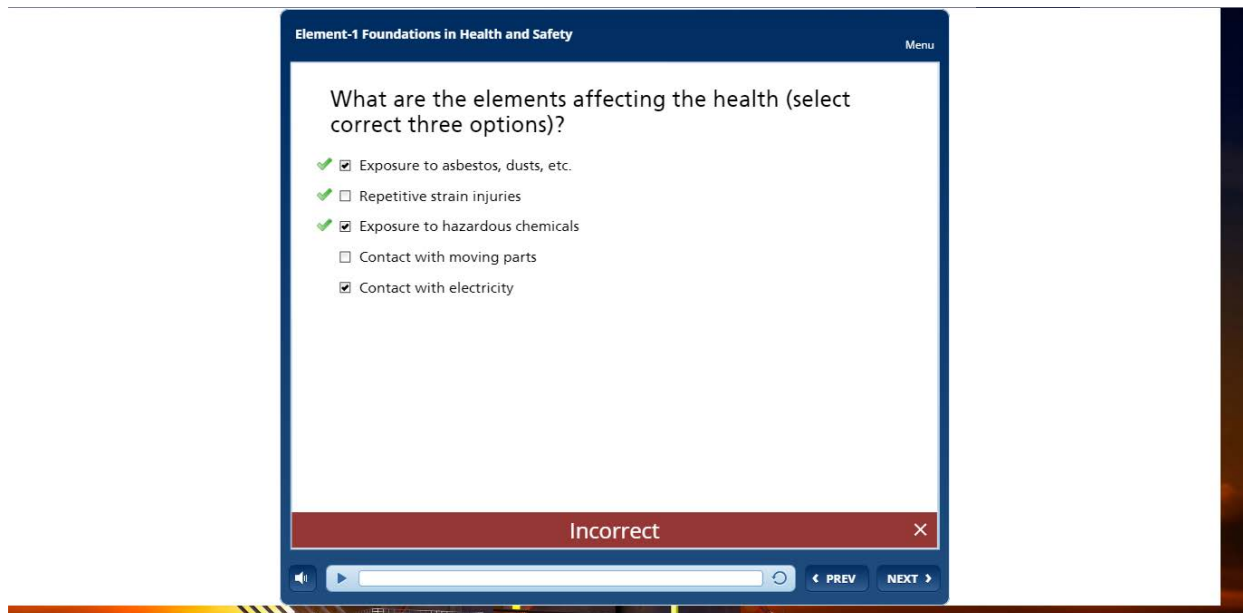 Element-1 Foundations in Health and Safety
Menu
What are the elements affecting the health (select
correct three options)?
Exposure to asbestos, dusts, etc.
Repetitive strain injuries
Exposure to hazardous chemicals
Contact with moving parts
Contact with electricity
Incorrect
PREV
NEXT